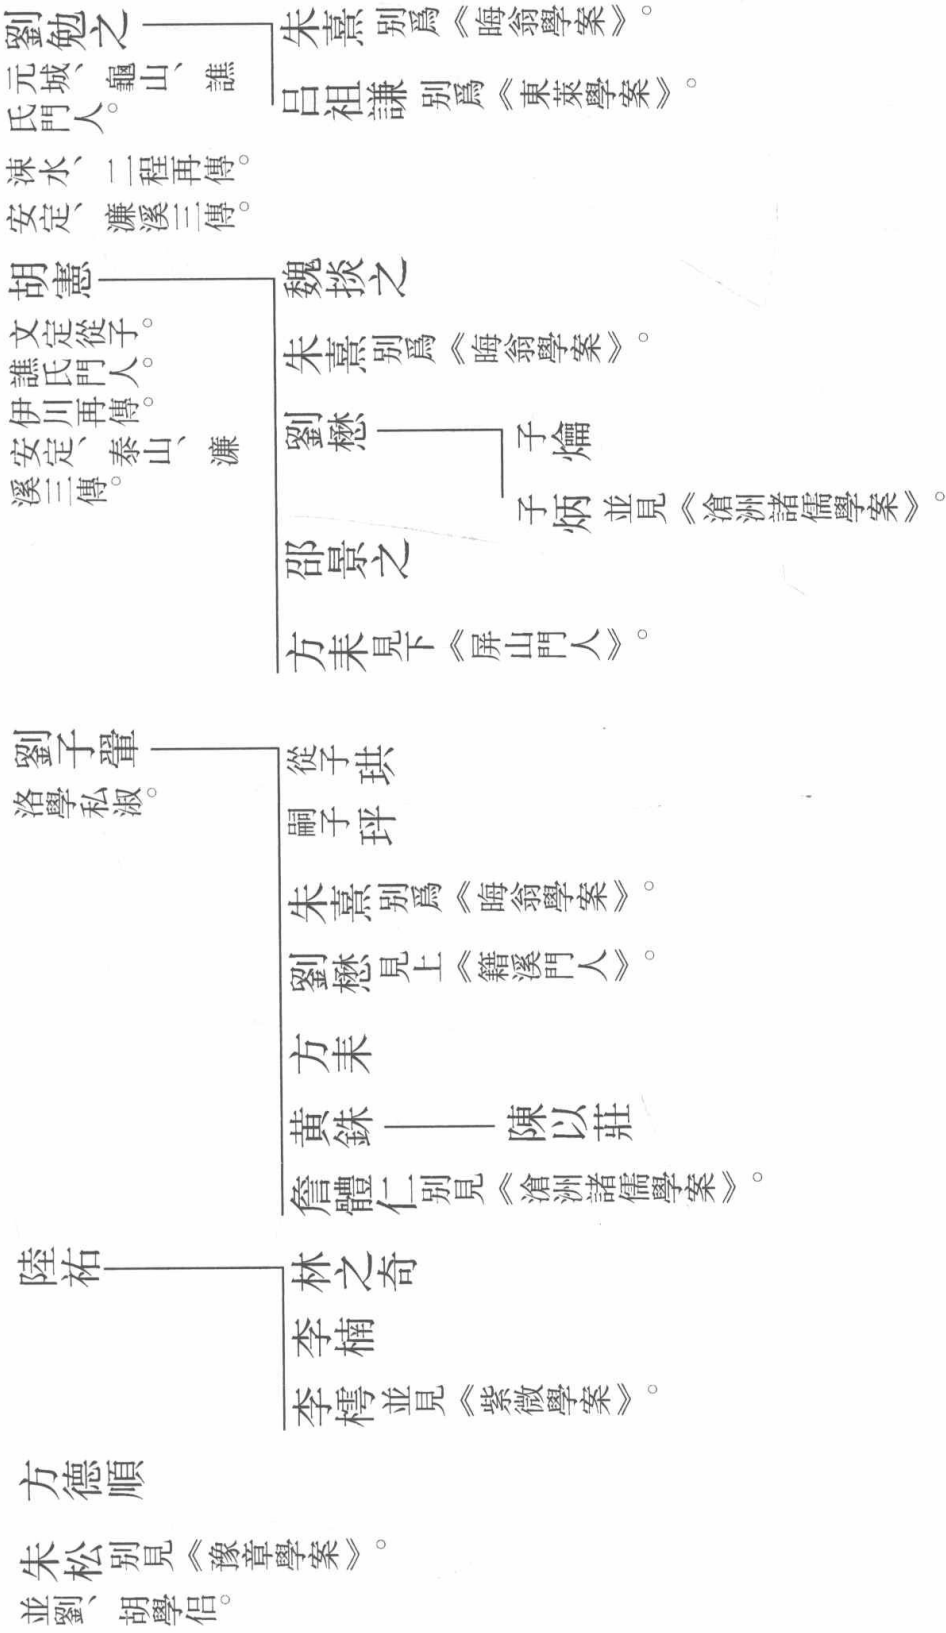 劉勉之
元城、龜山、譙
氏門人。
涑水、二程再傳。
安定、濂溪三傳。
朱熹別爲《晦翁學案》。
呂祖謙別爲《東萊學案》。
胡憲
文定從子。
譙氏門人。
伊川再傳。
安定、泰山、濂
溪三傳。
魏掞之
朱熹別爲《晦翁學案》。
劉懋
子爚
子炳並見《滄洲諸儒學案》。
邵景之
方耒見下《屏山門人》。
劉子翬
洛學私淑。
從子珙
嗣子玶
朱熹別爲《晦翁學案》。
劉懋見上《籍溪門人》。
方耒
黃銖
陳以莊
詹體仁別見《滄洲諸儒學案》。
陸祐
林之奇
李楠
李樗並見《紫微學案》。
方德順
朱松別見《豫章學案》。
並劉、胡學侶。